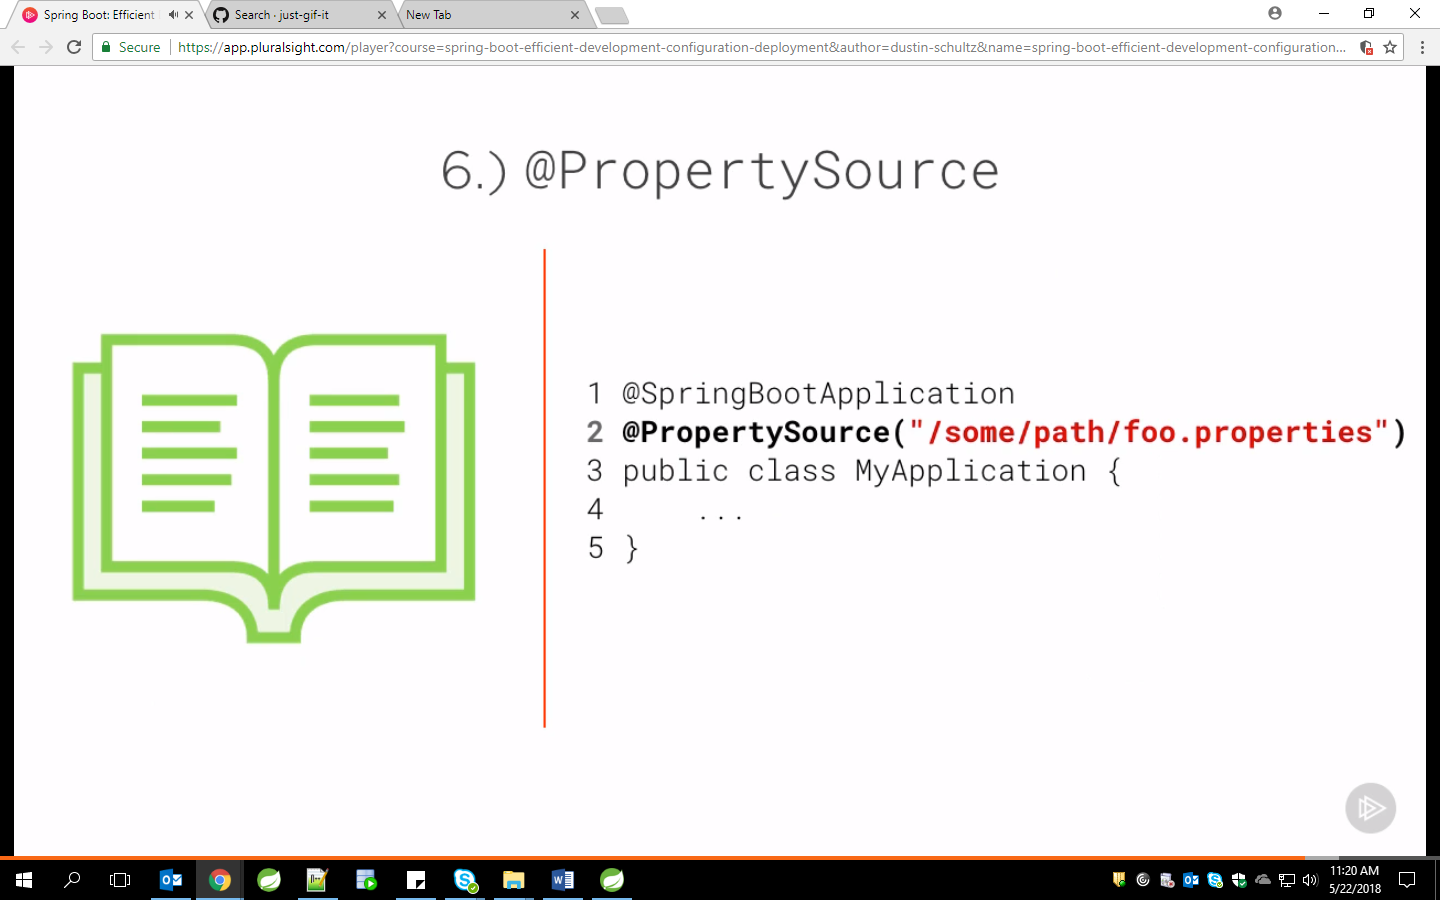 Spring Boot: Efficient
Search · just-gif-it
New Tab
Secure
https://app.pluralsight.com/player?course=spring-boot-efficient-development-configuration-deployment&author=dustin-schultz&name=spring-boot-efficient-development-configuration...
6.) @PropertySource
1 @SpringBootApplication
2 @PropertySource("/some/path/foo.properties")
3 public class MyApplication {
4 ...
5 }
11:20 AM
5/22/2018